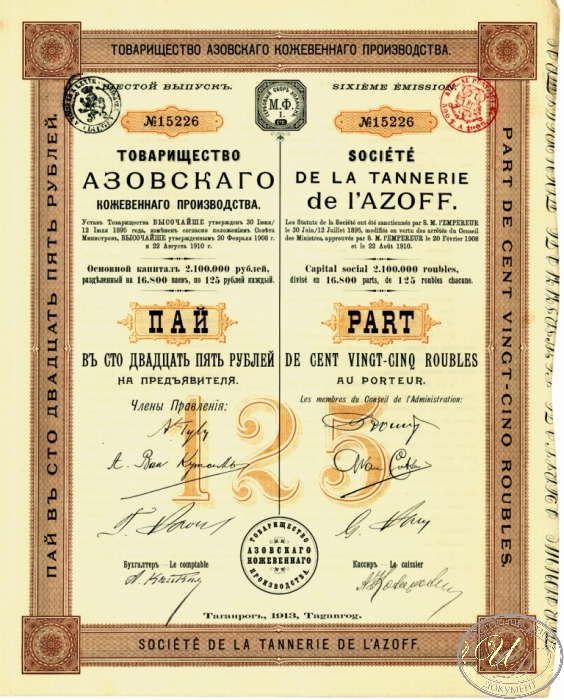 ТОВАРИЩЕСТВО АЗОВСКАГО КОЖЕВЕННАГО ПРОИЗВОДСТВА.
ПАЙ ВЪ СТО ДВАДЦАТЬ ПЯТЬ РУБЛЕЙ.
PART DE CENT VINGT-CINQ ROUBLES.
ШЕСТОЙ ВЫПУСКЪ.
SIXIÈME ÉMISSION.
М.Ф.
№15226
№15226
ТОВАРИЩЕСТВО
АЗОВСКАГО
КОЖЕВЕННАГО ПРОИЗВОДСТВА.
Уставъ Товарищества ВЫСОЧАЙШЕ утвержденъ 30 Іюня/
12 Іюля 1895 года, измѣненъ согласно положеніямъ Совѣта
Министровъ, ВЫСОЧАЙШЕ утвержденнымъ 20 Февраля 1908 г.
и 22 Августа 1910 г.
Основной капиталъ 2.100.000 рублей,
раздѣленный на 16.800 паевъ, по 125 рублей каждый.
ПАЙ
ВЪ СТО ДВАДЦАТЬ ПЯТЬ РУБЛЕЙ
НА ПРЕДЪЯВИТЕЛЯ.
Члены Правленія:
SOCIÉTÉ
DE LA TANNERIE
de l'AZOFF.
Les Statuts de la Société ont été sanctionnés par S. M. l'EMPEREUR
le 30 Juin/12 Juillet 1895, modifiés en vertu des arrêtés du Conseil
des Ministres, approuvés par S. M. l'EMPEREUR le 20 Février 1908
et le 22 Août 1910.
Capital social 2.100.000 roubles,
divisé en 16.800 parts, de 125 roubles chacune.
PART
DE CENT VINGT-CINQ ROUBLES
AU PORTEUR.
Les membres du Conseil de l'Administration:
125
ТОВАРИЩЕСТВО
АЗОВСКАГО
КОЖЕВЕННАГО
ПРОИЗВОДСТВА.
Бухгалтеръ Le comptable
Кассиръ Le caissier
Таганрогъ, 1913, Taganrog.
SOCIÉTÉ DE LA TANNERIE DE L'AZOFF.
ДОКУМЕНТ